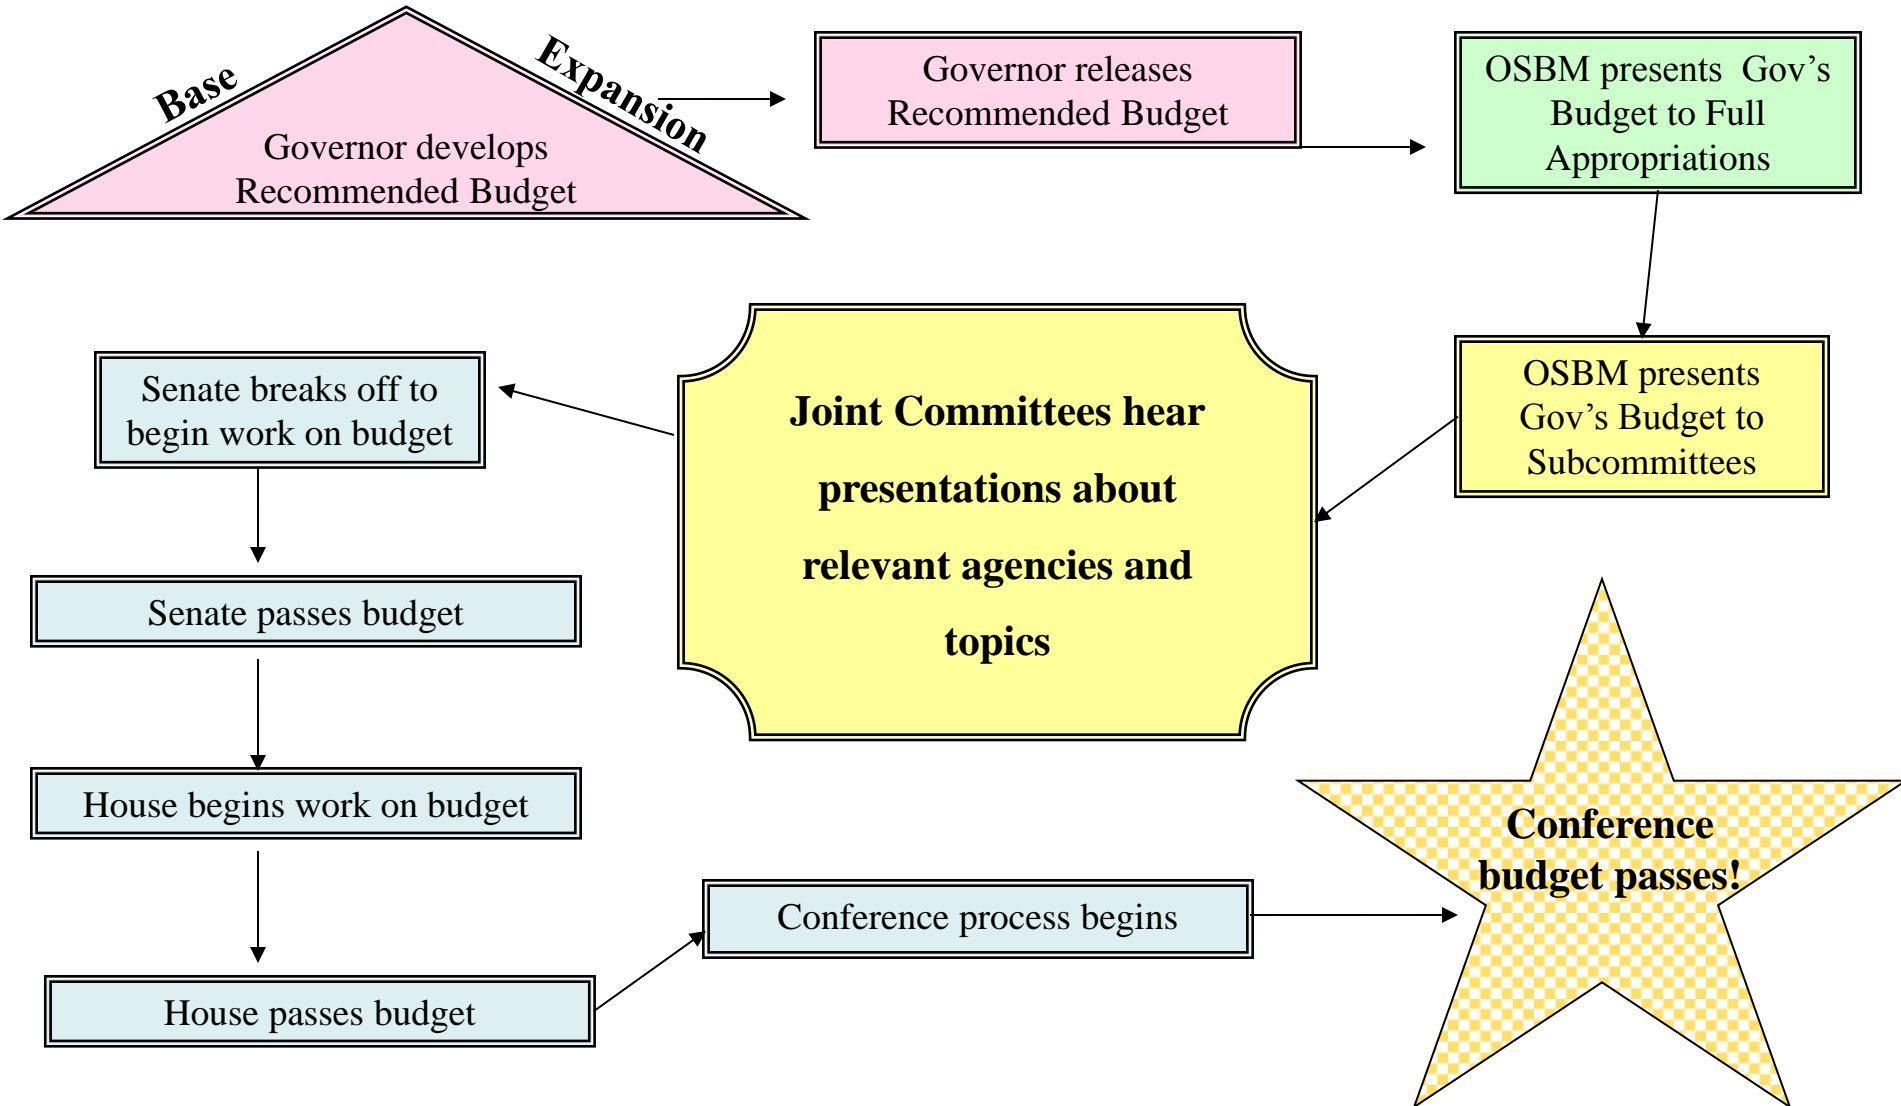 Base
Expansion
Governor develops
Recommended Budget
Governor releases
Recommended Budget
OSBM presents  Gov’s
Budget to Full
Appropriations
OSBM presents
Gov’s Budget to
Subcommittees
Joint Committees hear
presentations about
relevant agencies and
topics
Senate breaks off to
begin work on budget
Senate passes budget
House begins work on budget
House passes budget
Conference process begins
Conference
budget passes!